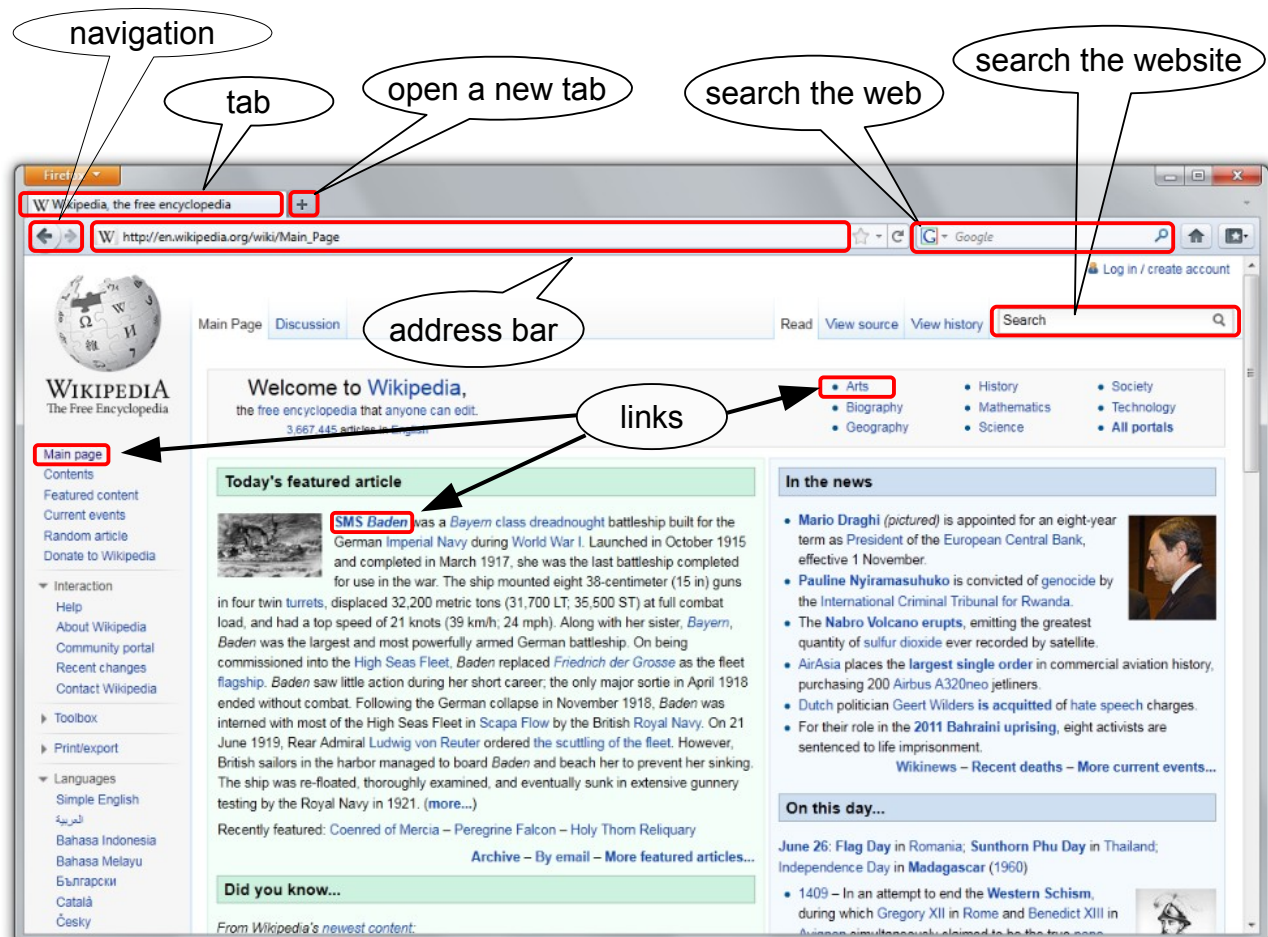 navigation
tab
open a new tab
search the web
search the website
Firefox
W Wikipedia, the free encyclopedia
+
W http://en.wikipedia.org/wiki/Main_Page
Google
Log in / create account
address bar
Main Page Discussion
Read View source View history Search
WIKIPEDIA
The Free Encyclopedia
Welcome to Wikipedia,
the free encyclopedia that anyone can edit.
3,667,445 articles in English
links
• Arts
• Biography
• Geography
• History
• Mathematics
• Science
• Society
• Technology
• All portals
Main page
Contents
Featured content
Current events
Random article
Donate to Wikipedia
Interaction
Help
About Wikipedia
Community portal
Recent changes
Contact Wikipedia
Toolbox
Print/export
Languages
Simple English
العربية
Bahasa Indonesia
Bahasa Melayu
Български
Català
Česky
Today's featured article
SMS Baden was a Bayern class dreadnought battleship built for the
German Imperial Navy during World War I. Launched in October 1915
and completed in March 1917, she was the last battleship completed
for use in the war. The ship mounted eight 38-centimeter (15 in) guns
in four twin turrets, displaced 32,200 metric tons (31,700 LT; 35,500 ST) at full combat
load, and had a top speed of 21 knots (39 km/h; 24 mph). Along with her sister, Bayern,
Baden was the largest and most powerfully armed German battleship. On being
commissioned into the High Seas Fleet, Baden replaced Friedrich der Grosse as the fleet
flagship. Baden saw little action during her short career; the only major sortie in April 1918
ended without combat. Following the German collapse in November 1918, Baden was
interned with most of the High Seas Fleet in Scapa Flow by the British Royal Navy. On 21
June 1919, Rear Admiral Ludwig von Reuter ordered the scuttling of the fleet. However,
British sailors in the harbor managed to board Baden and beach her to prevent her sinking.
The ship was re-floated, thoroughly examined, and eventually sunk in extensive gunnery
testing by the Royal Navy in 1921. (more...)
Recently featured: Coenred of Mercia – Peregrine Falcon – Holy Thorn Reliquary
Archive – By email – More featured articles...
Did you know...
From Wikipedia's newest content:
In the news
• Mario Draghi (pictured) is appointed for an eight-year
term as President of the European Central Bank,
effective 1 November.
• Pauline Nyiramasuhuko is convicted of genocide by
the International Criminal Tribunal for Rwanda.
• The Nabro Volcano erupts, emitting the greatest
quantity of sulfur dioxide ever recorded by satellite.
• AirAsia places the largest single order in commercial aviation history,
purchasing 200 Airbus A320neo jetliners.
• Dutch politician Geert Wilders is acquitted of hate speech charges.
• For their role in the 2011 Bahraini uprising, eight activists are
sentenced to life imprisonment.
Wikinews – Recent deaths – More current events...
On this day...
June 26: Flag Day in Romania; Sunthorn Phu Day in Thailand;
Independence Day in Madagascar (1960)
• 1409 – In an attempt to end the Western Schism,
during which Gregory XII in Rome and Benedict XIII in
Avignon simultaneously claimed to be the true pope